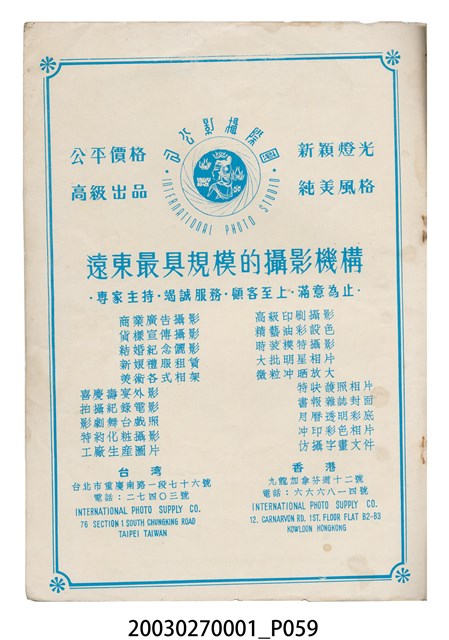 國際攝影公司
INTERNATIONAL PHOTO STUDIO
公平價格
高級出品
新穎燈光
純美風格
遠東最具規模的攝影機構
·專家主持·竭誠服務·顧客至上·滿意為止·
商業廣告攝影
貨樣宣傳攝影
結婚紀念儷影
新娘禮服租賃
美術各式相架
喜慶壽宴外影
拍攝紀錄電影
影劇舞台戲照
特約化粧攝影
工廠生產圖片
高級印刷攝影
精藝油彩設色
時裝模特攝影
大批明星相片
微粒冲晒放大
特快護照相片
書報雜誌封面
月曆透明彩底
冲印彩色相片
仿攝字畫文件
台灣
台北市重慶南路一段七十六號
電話：二七四〇三號
INTERNATIONAL PHOTO SUPPLY CO.
76 SECTION 1 SOUTH CHUNGKING ROAD
TAIPEI TAIWAN
香港
九龍加拿芬道十二號
電話：六六六八一四號
INTERNATIONAL PHOTO SUPPLY CO.
12, CARNARVON RD. 1ST. FLOOR FLAT B2-B3
KOWLOON HONGKONG
20030270001_P059